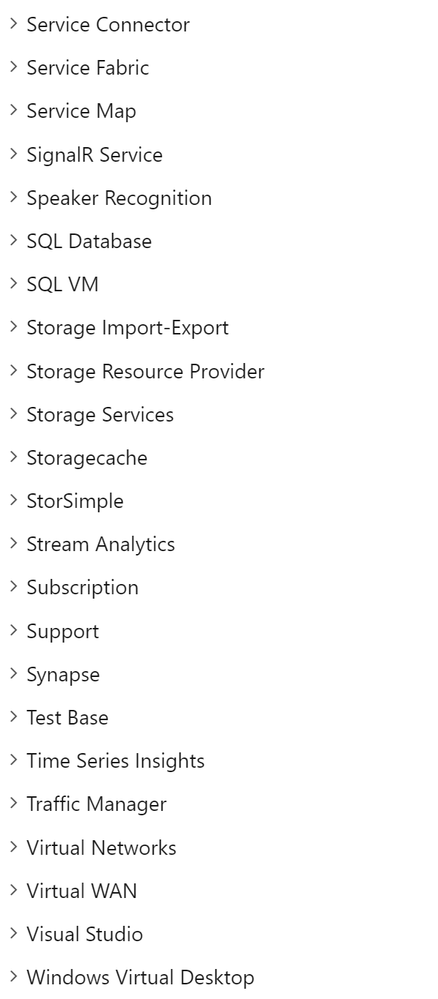 Service Connector
Service Fabric
Service Map
SignalR Service
Speaker Recognition
SQL Database
SQL VM
Storage Import-Export
Storage Resource Provider
Storage Services
Storagecache
StorSimple
Stream Analytics
Subscription
Support
Synapse
Test Base
Time Series Insights
Traffic Manager
Virtual Networks
Virtual WAN
Visual Studio
Windows Virtual Desktop